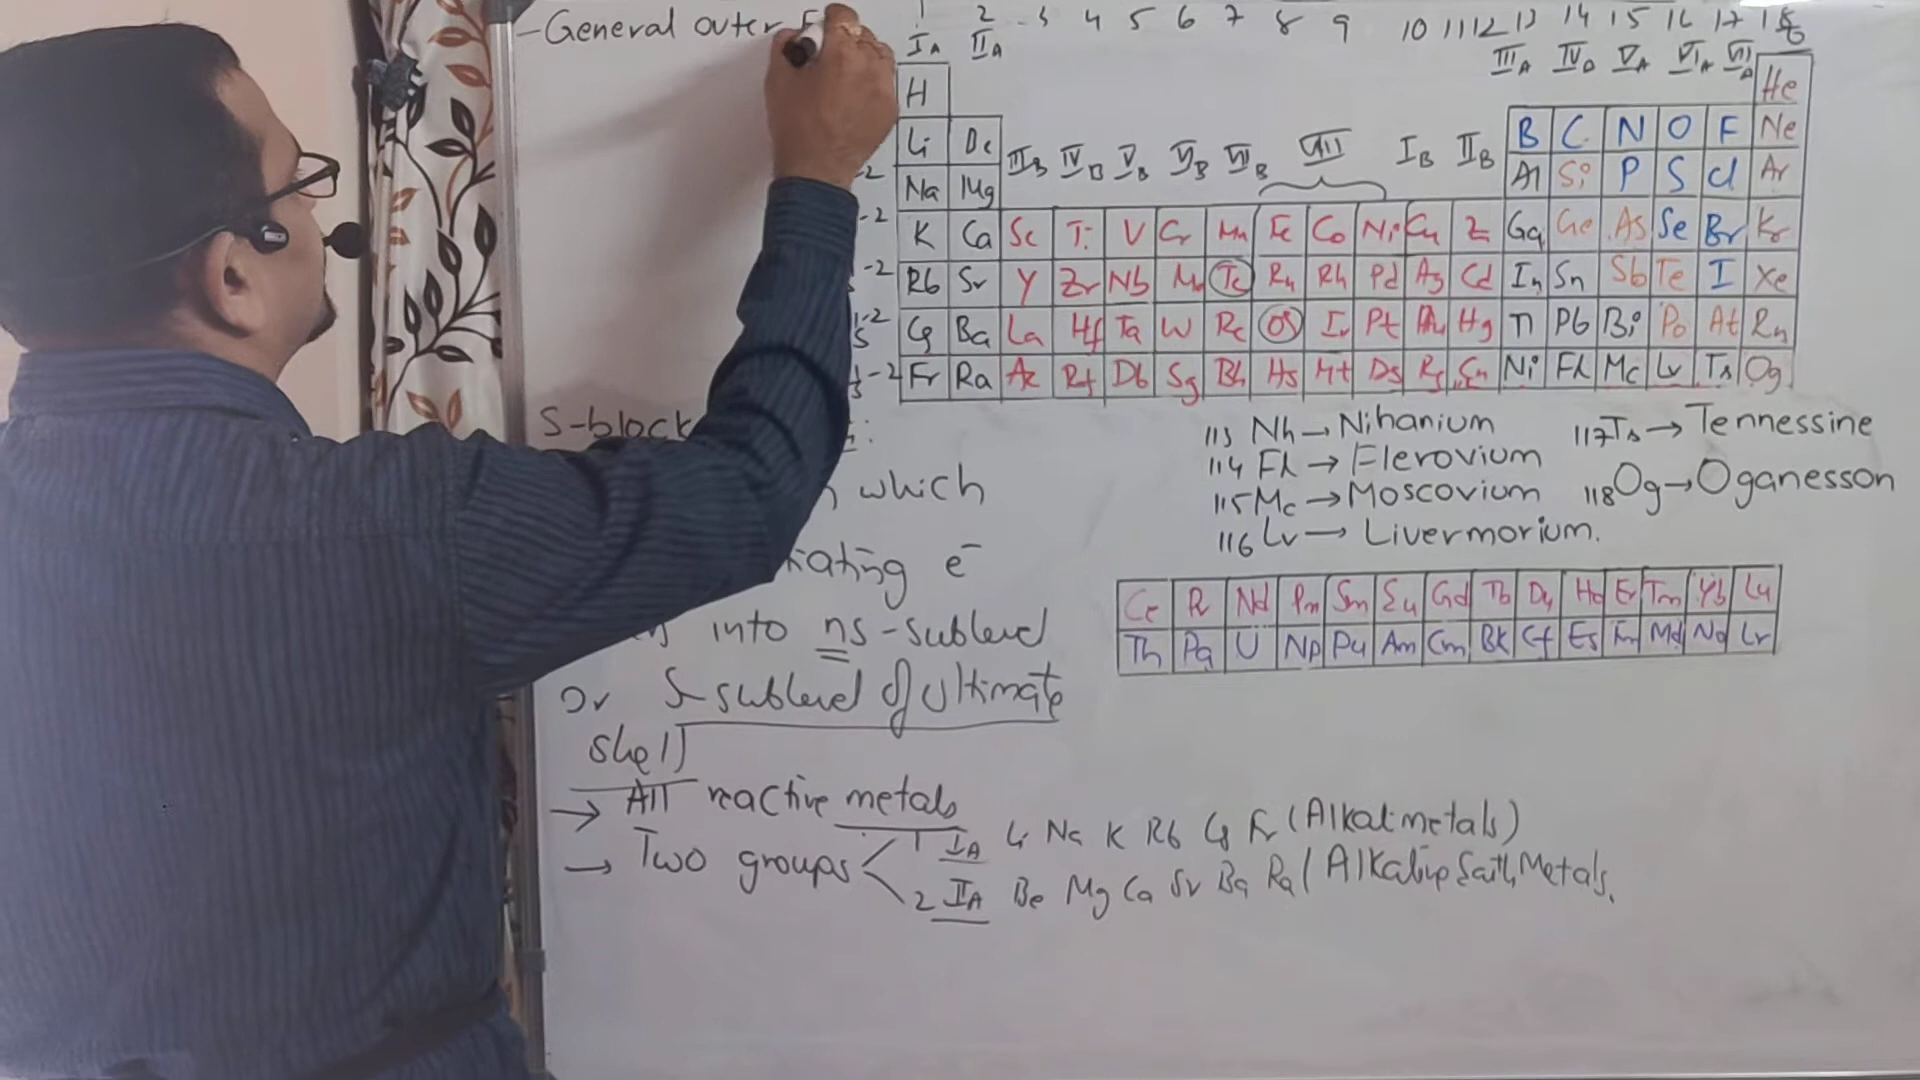 -General outer E
1 2 3 4 5 6 7 8 9 10 11 12 13 14 15 16 17 18
IA IIA IIIA IVA VA VIA VIIA
H He
Li Be IIIB IVB VB VIB VIIB VIII IB IIB B C N O F Ne
Na Mg Al Si P S Cl Ar
-2 K Ca Sc Ti V Cr Mn Fe Co Ni Cu Zn Ga Ge As Se Br Kr
-2 Rb Sr Y Zr Nb Mo Tc Ru Rh Pd Ag Cd In Sn Sb Te I Xe
-2 Cs Ba La Hf Ta W Re Os Ir Pt Au Hg Tl Pb Bi Po At Rn
-2 Fr Ra Ac Rf Db Sg Bh Hs Mt Ds Rg Cn Ni Fl Mc Lv Ts Og
S-block
which
ating e-
into ns-sublevel
Or S-sublevel of ultimate
shell
→ All reactive metals
→ Two groups
1 IA Li Na K Rb Cs Fr (Alkali metals)
2 IIA Be Mg Ca Sr Ba Ra (Alkaline Earth Metals.
113 Nh → Nihanium
114 Fl → Flerovium
115 Mc → Moscovium
116 Lv → Livermorium.
117 Ts → Tennessine
118 Og → Oganesson
Ce Pr Nd Pm Sm Eu Gd Tb Dy Ho Er Tm Yb Lu
Th Pa U Np Pu Am Cm Bk Cf Es Fm Md No Lr